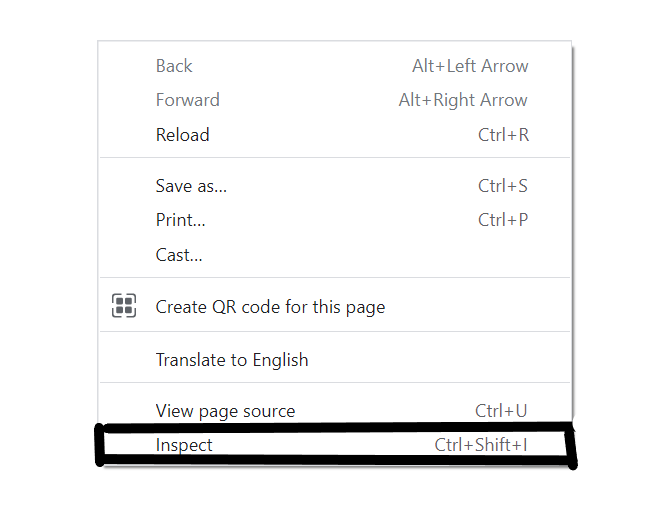 Back Alt+Left Arrow
Forward Alt+Right Arrow
Reload Ctrl+R
Save as... Ctrl+S
Print... Ctrl+P
Cast...
Create QR code for this page
Translate to English
View page source Ctrl+U
Inspect Ctrl+Shift+I